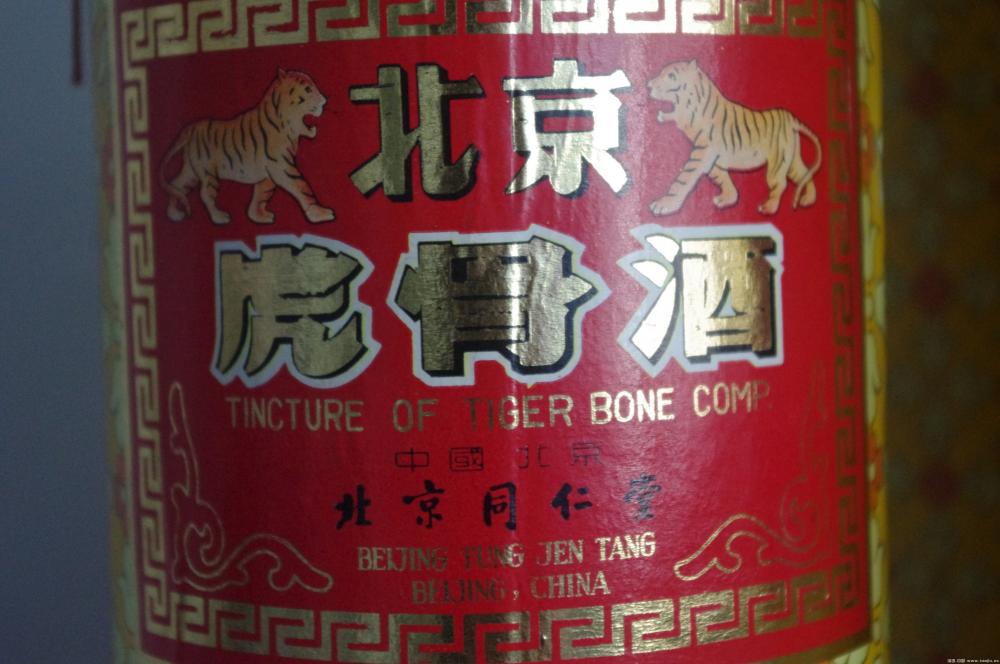 北京
虎骨酒
TINCTURE OF TIGER BONE COMP.
中國 北京
北京同仁堂
BEIJING TUNG JEN TANG
BEIJING, CHINA